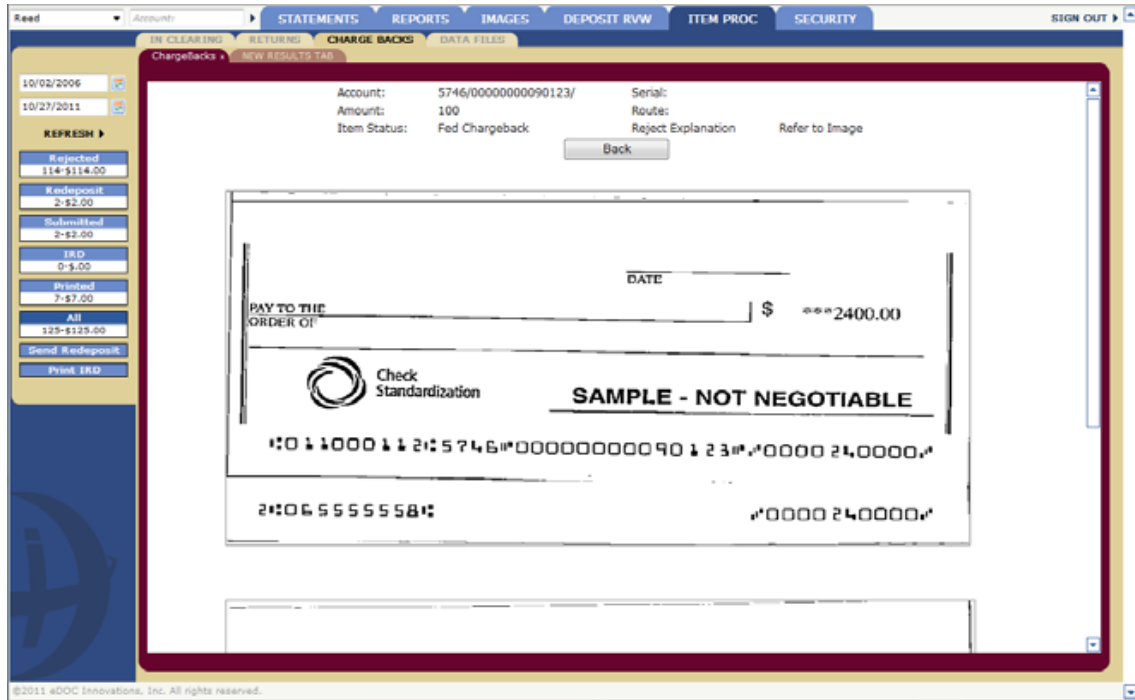 Reed Account: STATEMENTS REPORTS IMAGES DEPOSIT RVW ITEM PROC SECURITY SIGN OUT
IN CLEARING RETURNS CHARGE BACKS DATA FILES
ChargeBacks x NEW RESULTS TAB
10/02/2006
10/27/2011
REFRESH
Rejected
114-$114.00
Redeposit
2-$2.00
Submitted
2-$2.00
IRD
0-$.00
Printed
7-$7.00
All
125-$125.00
Send Redeposit
Print IRD
Account: 5746/00000000090123/ Serial:
Amount: 100 Route:
Item Status: Fed Chargeback Reject Explanation Refer to Image
Back
DATE
PAY TO THE
ORDER OF $ ***2400.00
Check
Standardization
SAMPLE - NOT NEGOTIABLE
⑆011000112⑆5746⑈00000000090123⑈⑇0000240000⑇
2⑆065555558⑆ ⑇0000240000⑇
©2011 eDOC Innovations, Inc. All rights reserved.